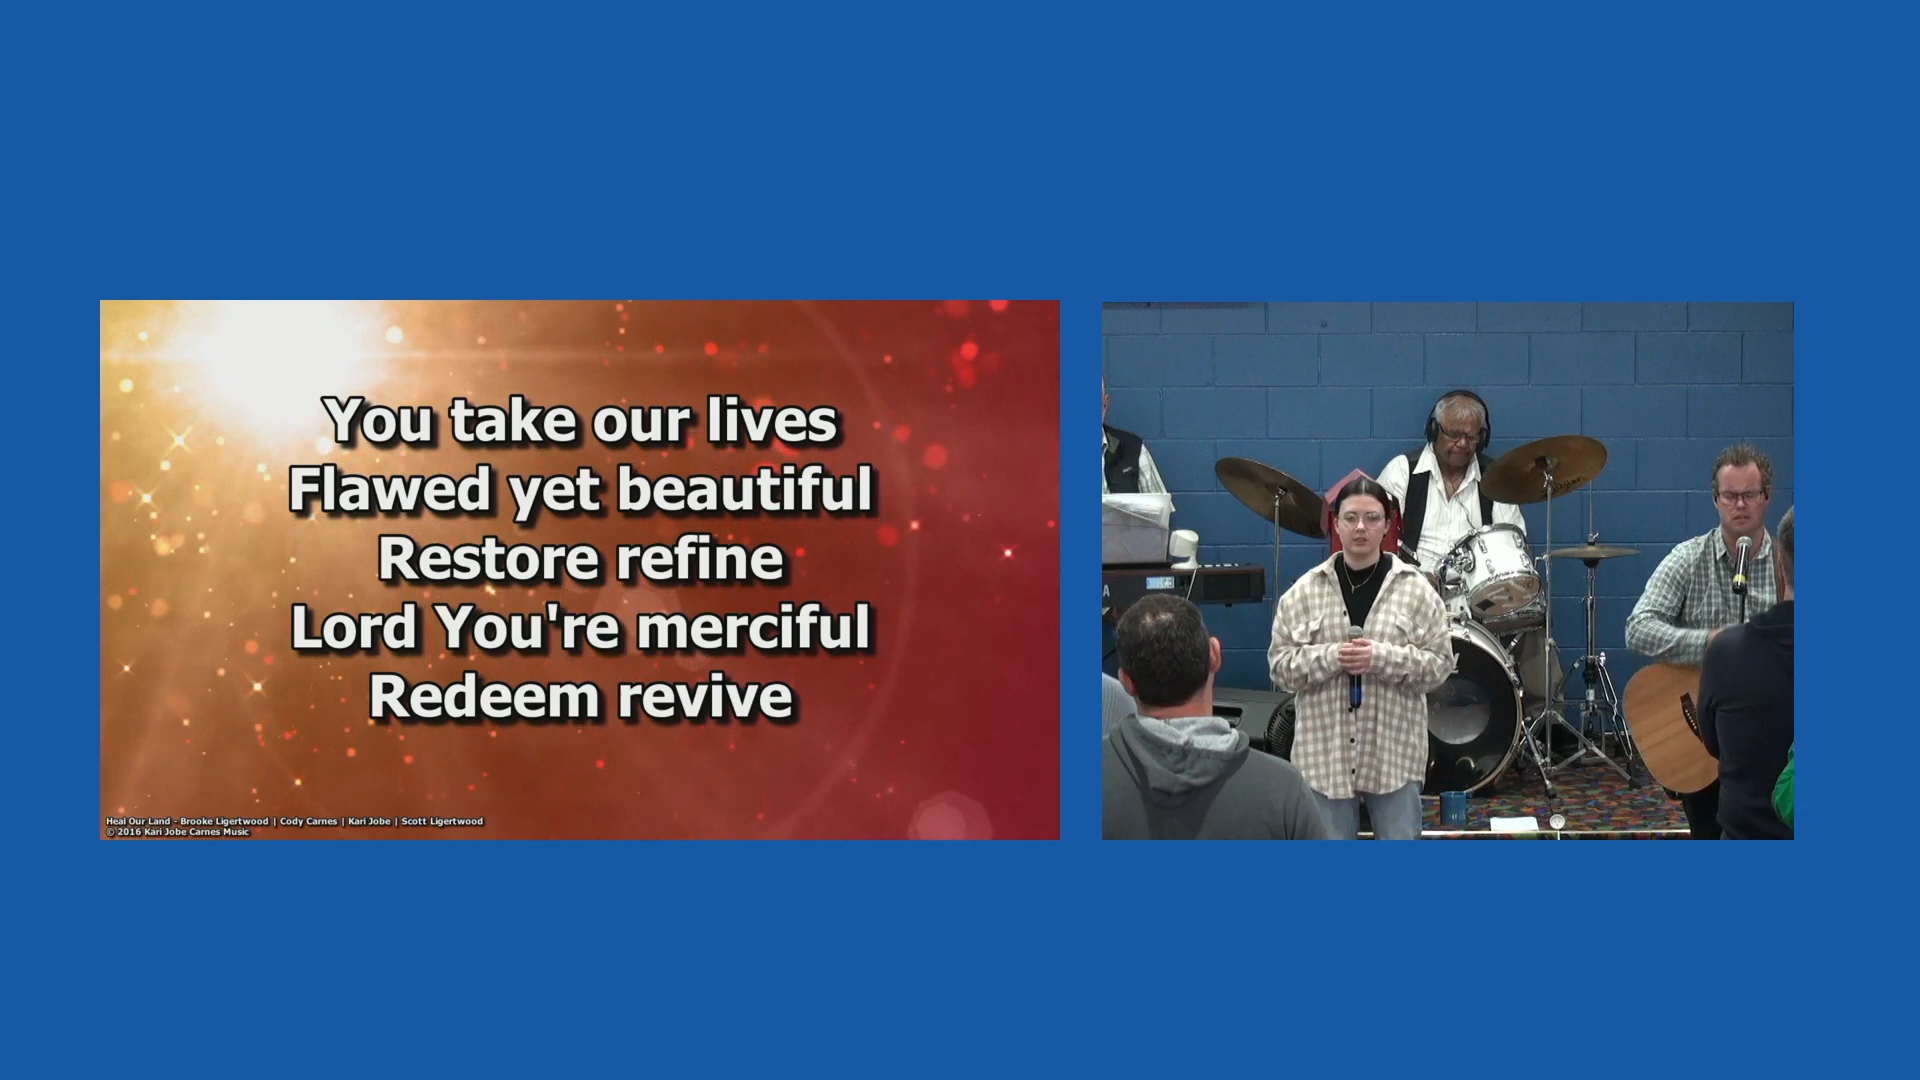 You take our lives
Flawed yet beautiful
Restore refine
Lord You're merciful
Redeem revive
Heal Our Land - Brooke Ligertwood | Cody Carnes | Kari Jobe | Scott Ligertwood
© 2016 Kari Jobe Carnes Music